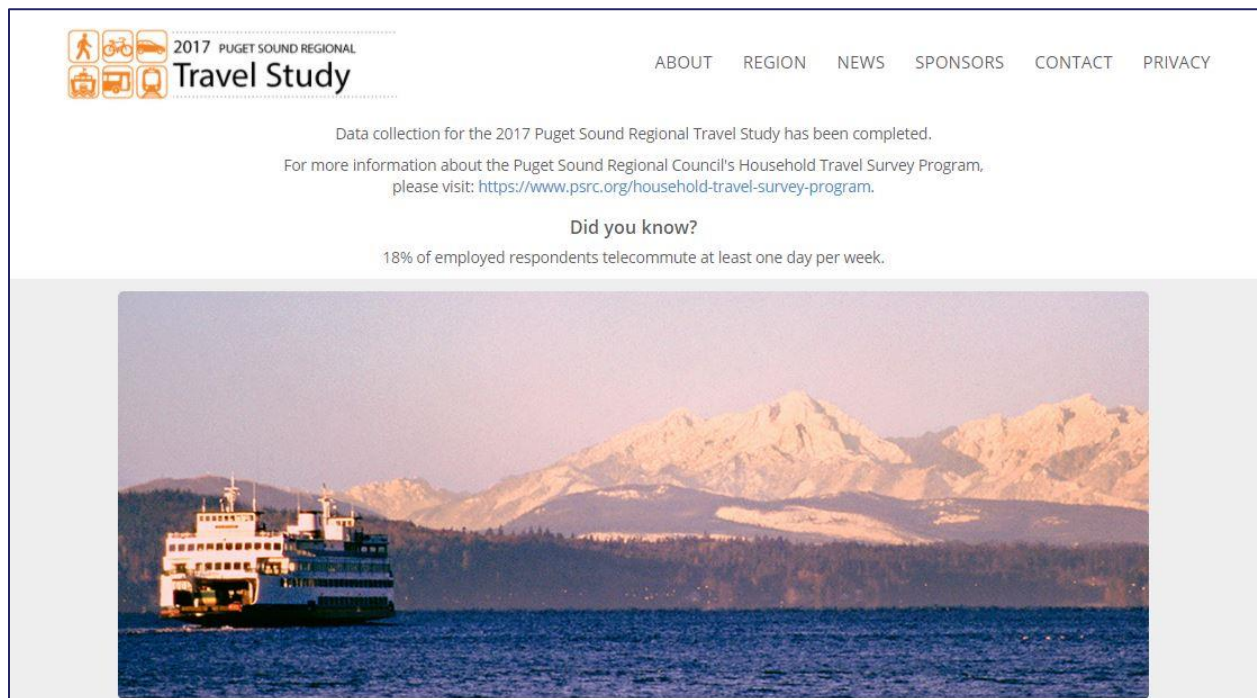 2017 PUGET SOUND REGIONAL
Travel Study
ABOUT REGION NEWS SPONSORS CONTACT PRIVACY
Data collection for the 2017 Puget Sound Regional Travel Study has been completed.
For more information about the Puget Sound Regional Council's Household Travel Survey Program,
please visit: https://www.psrc.org/household-travel-survey-program.
Did you know?
18% of employed respondents telecommute at least one day per week.